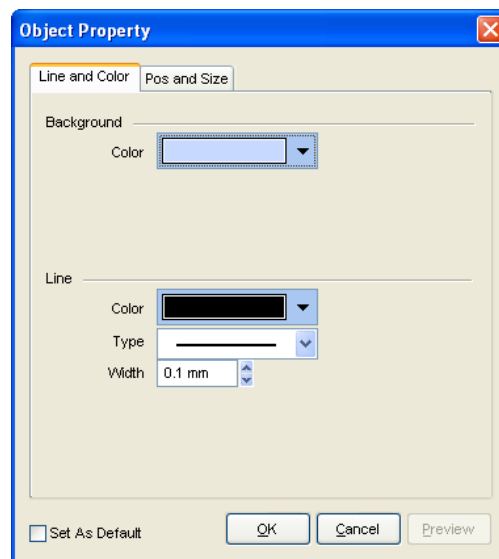 Object Property
Line and Color Pos and Size
Background
Color
Line
Color
Type
Width 0.1 mm
Set As Default OK Cancel Preview